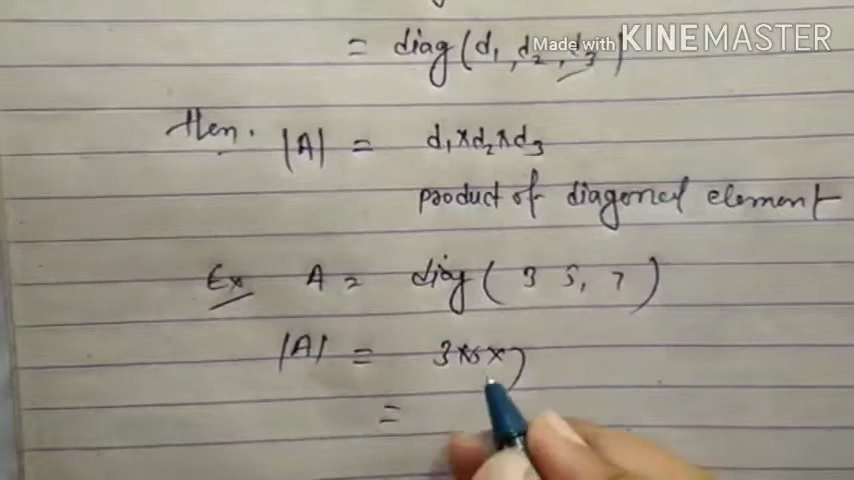 = diag (d1, d2, d3)
Made with KINEMASTER
then. |A| = d1×d2×d3
product of diagonal element
Ex A = diag ( 3 5, 7 )
|A| = 3×5×7
=